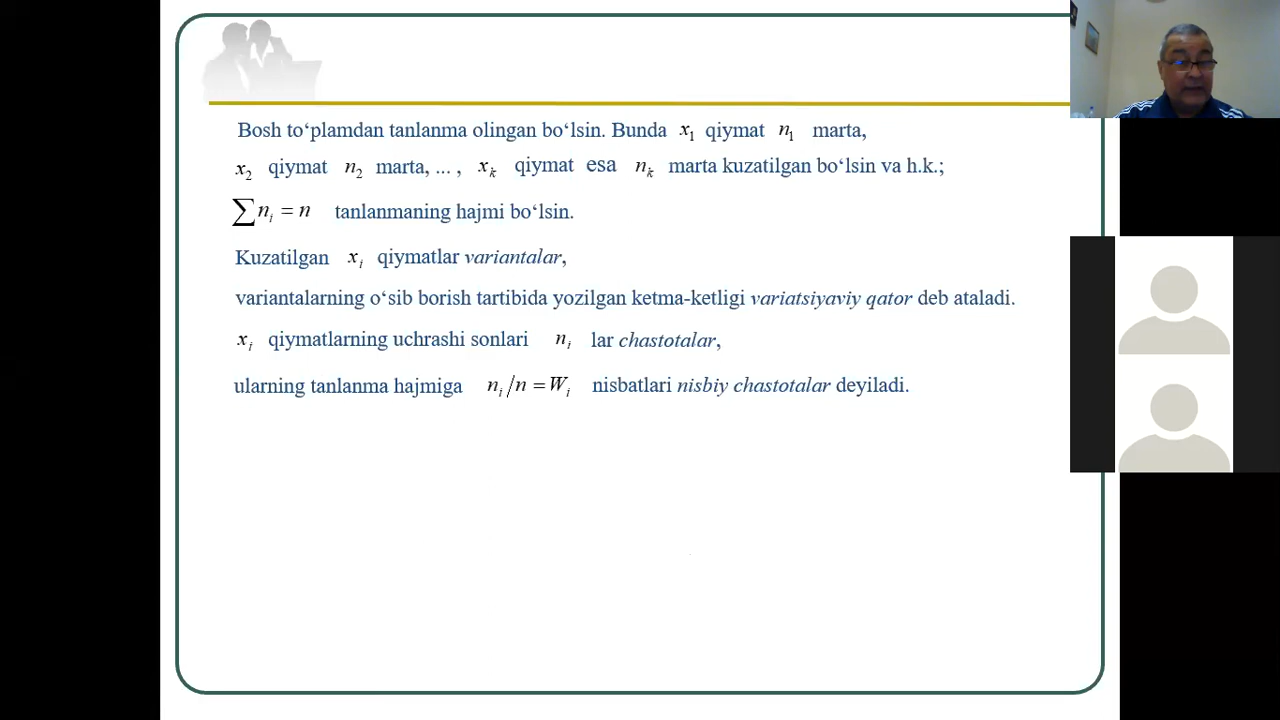 Bosh to‘plamdan tanlanma olingan bo‘lsin. Bunda x₁ qiymat n₁ marta,
x₂ qiymat n₂ marta, ... , xₖ qiymat esa nₖ marta kuzatilgan bo‘lsin va h.k.;
∑nᵢ = n tanlanmaning hajmi bo‘lsin.
Kuzatilgan xᵢ qiymatlar variantalar,
variantalarning o‘sib borish tartibida yozilgan ketma-ketligi variatsiyaviy qator deb ataladi.
xᵢ qiymatlarning uchrashi sonlari nᵢ lar chastotalar,
ularning tanlanma hajmiga nᵢ/n = Wᵢ nisbatlari nisbiy chastotalar deyiladi.